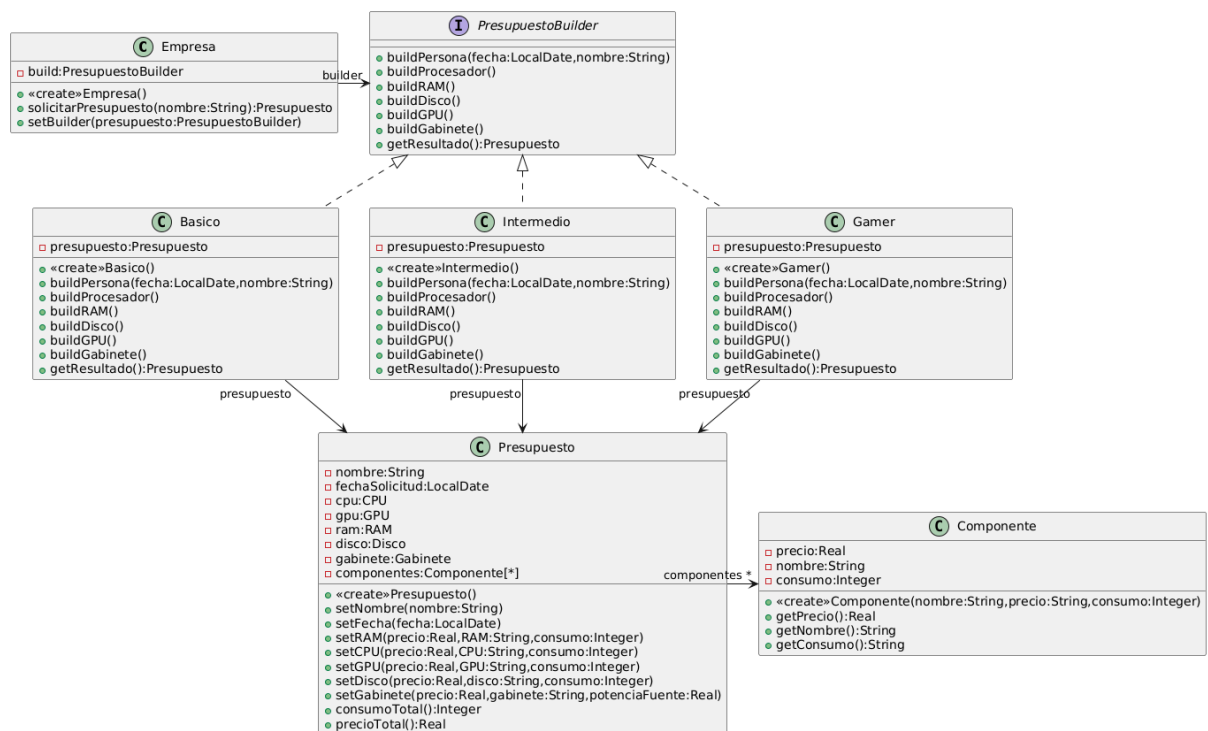 C Empresa
build:PresupuestoBuilder
«create»Empresa()
solicitarPresupuesto(nombre:String):Presupuesto
setBuilder(presupuesto:PresupuestoBuilder)
builder
I PresupuestoBuilder
buildPersona(fecha:LocalDate,nombre:String)
buildProcesador()
buildRAM()
buildDisco()
buildGPU()
buildGabinete()
getResultado():Presupuesto
C Basico
presupuesto:Presupuesto
«create»Basico()
buildPersona(fecha:LocalDate,nombre:String)
buildProcesador()
buildRAM()
buildDisco()
buildGPU()
buildGabinete()
getResultado():Presupuesto
C Intermedio
presupuesto:Presupuesto
«create»Intermedio()
buildPersona(fecha:LocalDate,nombre:String)
buildProcesador()
buildRAM()
buildDisco()
buildGPU()
buildGabinete()
getResultado():Presupuesto
C Gamer
presupuesto:Presupuesto
«create»Gamer()
buildPersona(fecha:LocalDate,nombre:String)
buildProcesador()
buildRAM()
buildDisco()
buildGPU()
buildGabinete()
getResultado():Presupuesto
presupuesto
presupuesto
presupuesto
C Presupuesto
nombre:String
fechaSolicitud:LocalDate
cpu:CPU
gpu:GPU
ram:RAM
disco:Disco
gabinete:Gabinete
componentes:Componente[*]
«create»Presupuesto()
setNombre(nombre:String)
setFecha(fecha:LocalDate)
setRAM(precio:Real,RAM:String,consumo:Integer)
setCPU(precio:Real,CPU:String,consumo:Integer)
setGPU(precio:Real,GPU:String,consumo:Integer)
setDisco(precio:Real,disco:String,consumo:Integer)
setGabinete(precio:Real,gabinete:String,potenciaFuente:Real)
consumoTotal():Integer
precioTotal():Real
componentes *
C Componente
precio:Real
nombre:String
consumo:Integer
«create»Componente(nombre:String,precio:String,consumo:Integer)
getPrecio():Real
getNombre():String
getConsumo():String